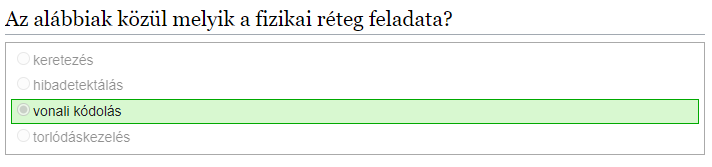 Az alábbiak közül melyik a fizikai réteg feladata?
keretezés
hibadetektálás
vonali kódolás
torlódáskezelés